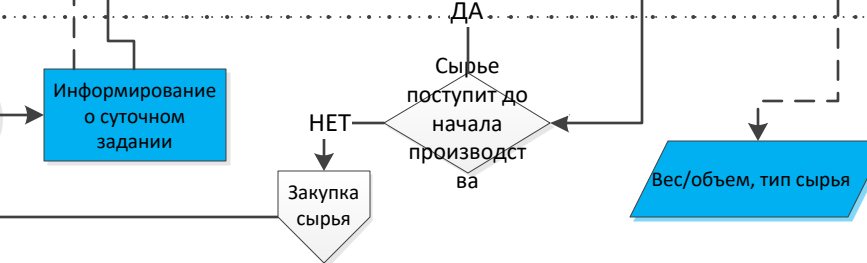 ДА
Информирование
о суточном
задании
Сырье
поступит до
начала
производст
ва
НЕТ
Закупка
сырья
Вес/объем, тип сырья